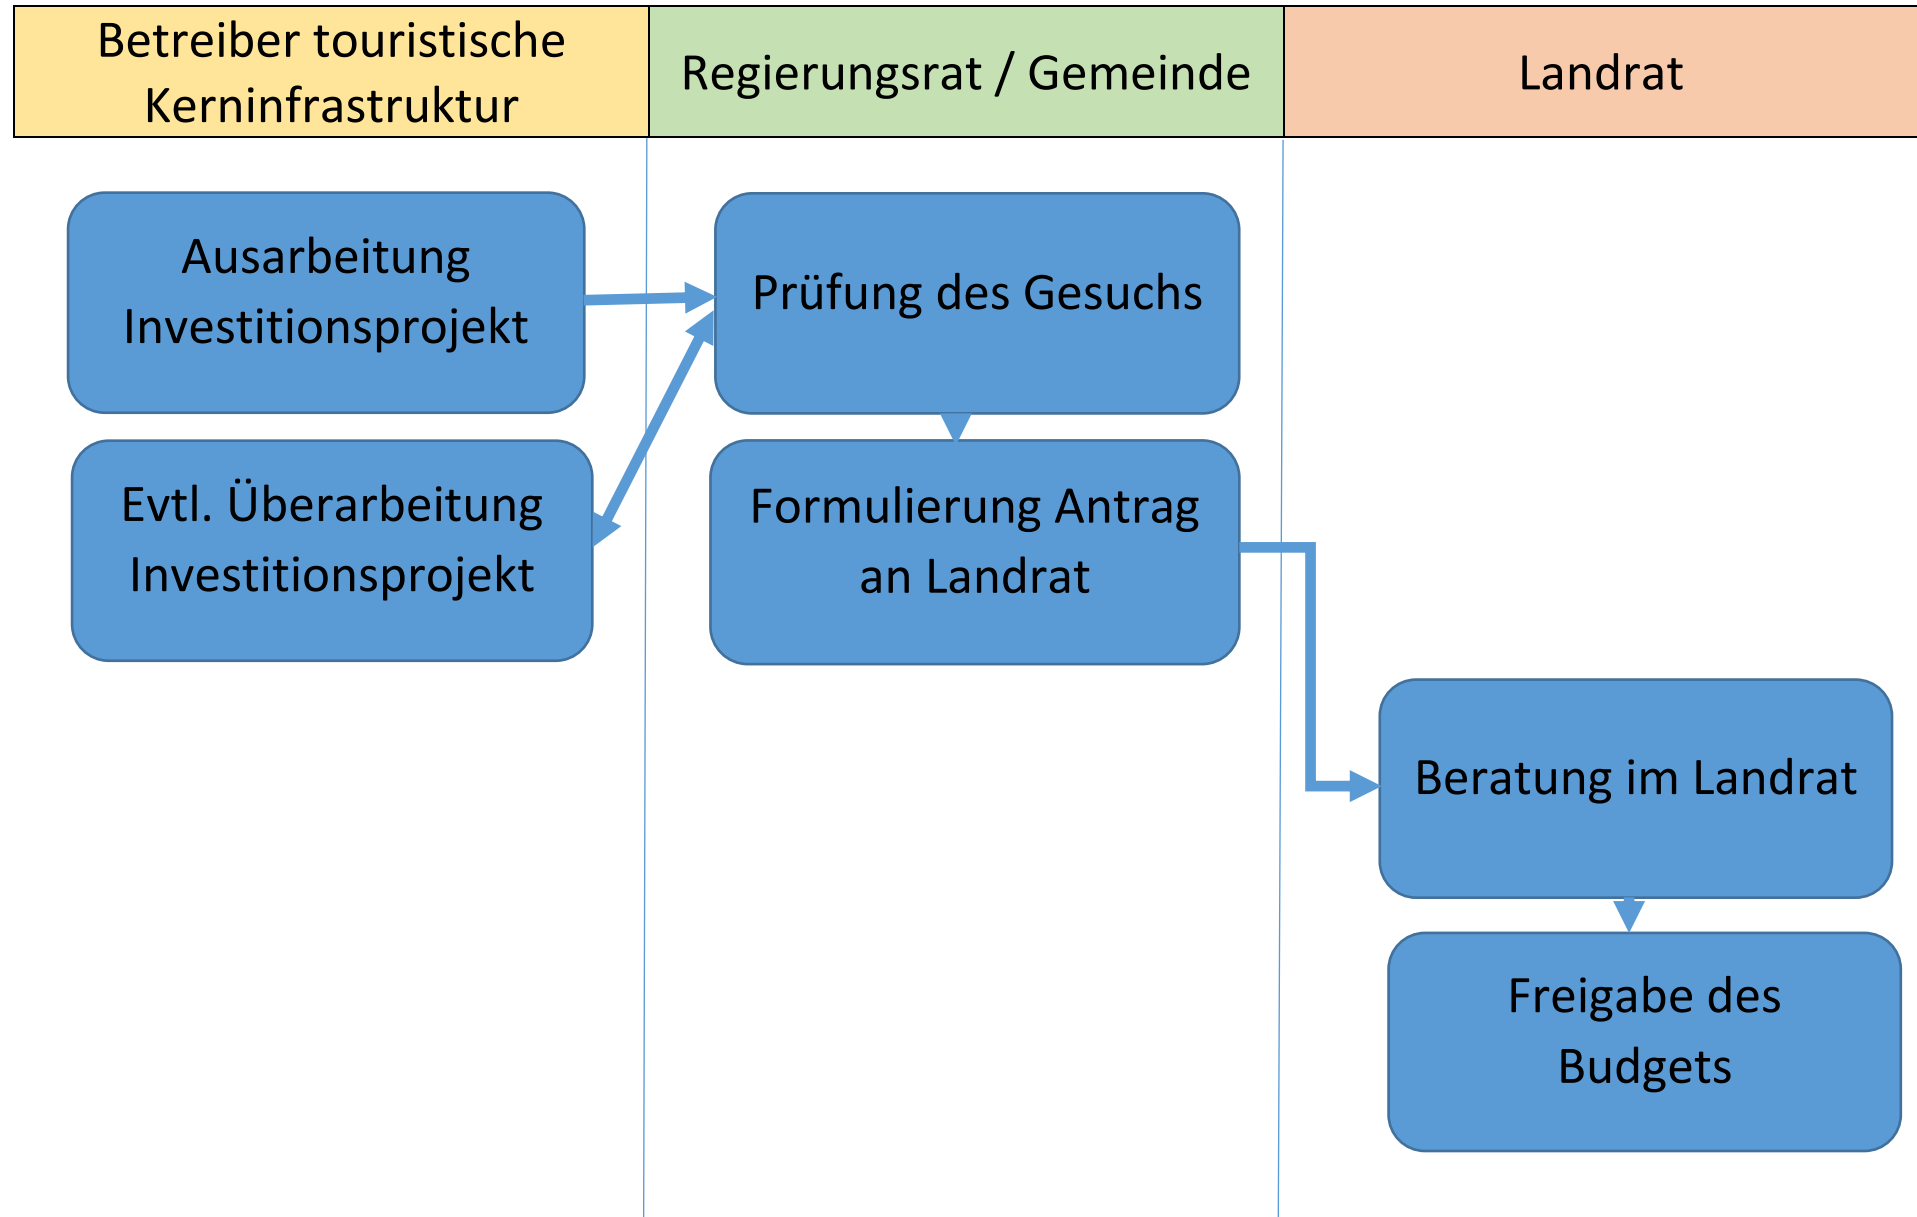 Betreiber touristische
Kerninfrastruktur
Regierungsrat / Gemeinde
Landrat
Ausarbeitung
Investitionsprojekt
Prüfung des Gesuchs
Evtl. Überarbeitung
Investitionsprojekt
Formulierung Antrag
an Landrat
Beratung im Landrat
Freigabe des
Budgets